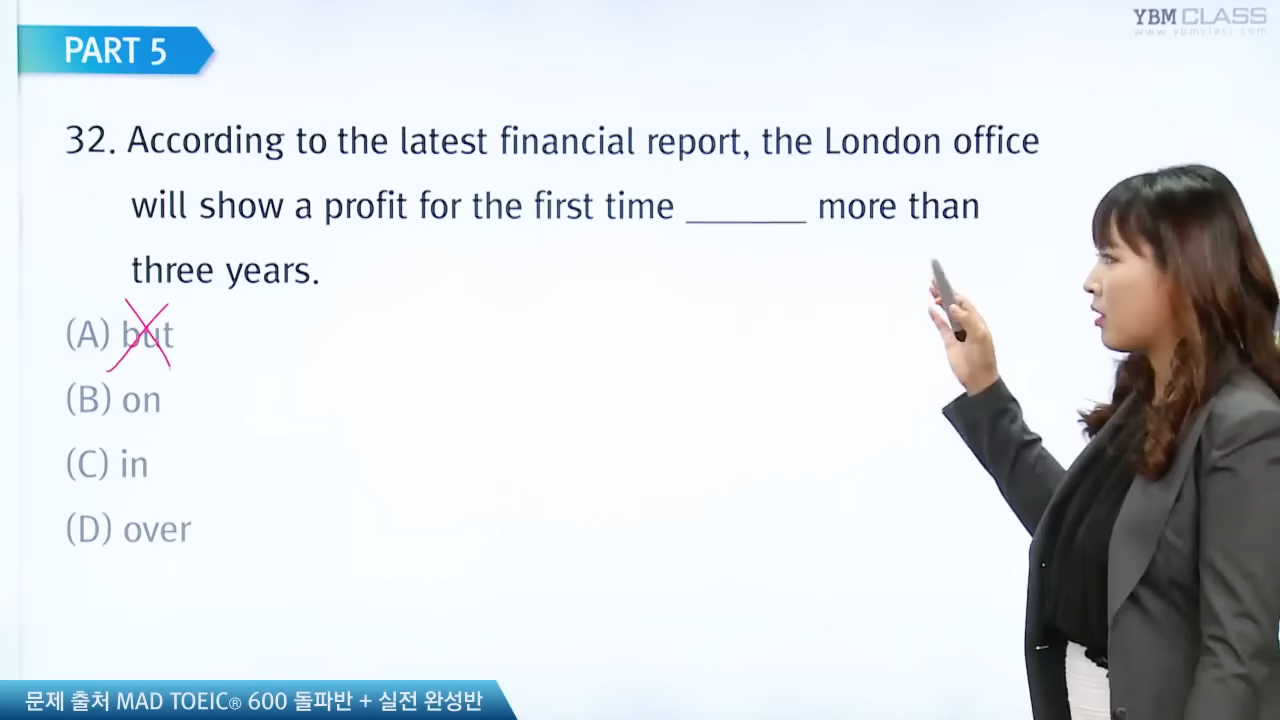 YBM CLASS
www.ybmclass.com
PART 5
32. According to the latest financial report, the London office
will show a profit for the first time ______ more than
three years.
(A) but
(B) on
(C) in
(D) over
문제 출처 MAD TOEIC® 600 돌파반 + 실전 완성반